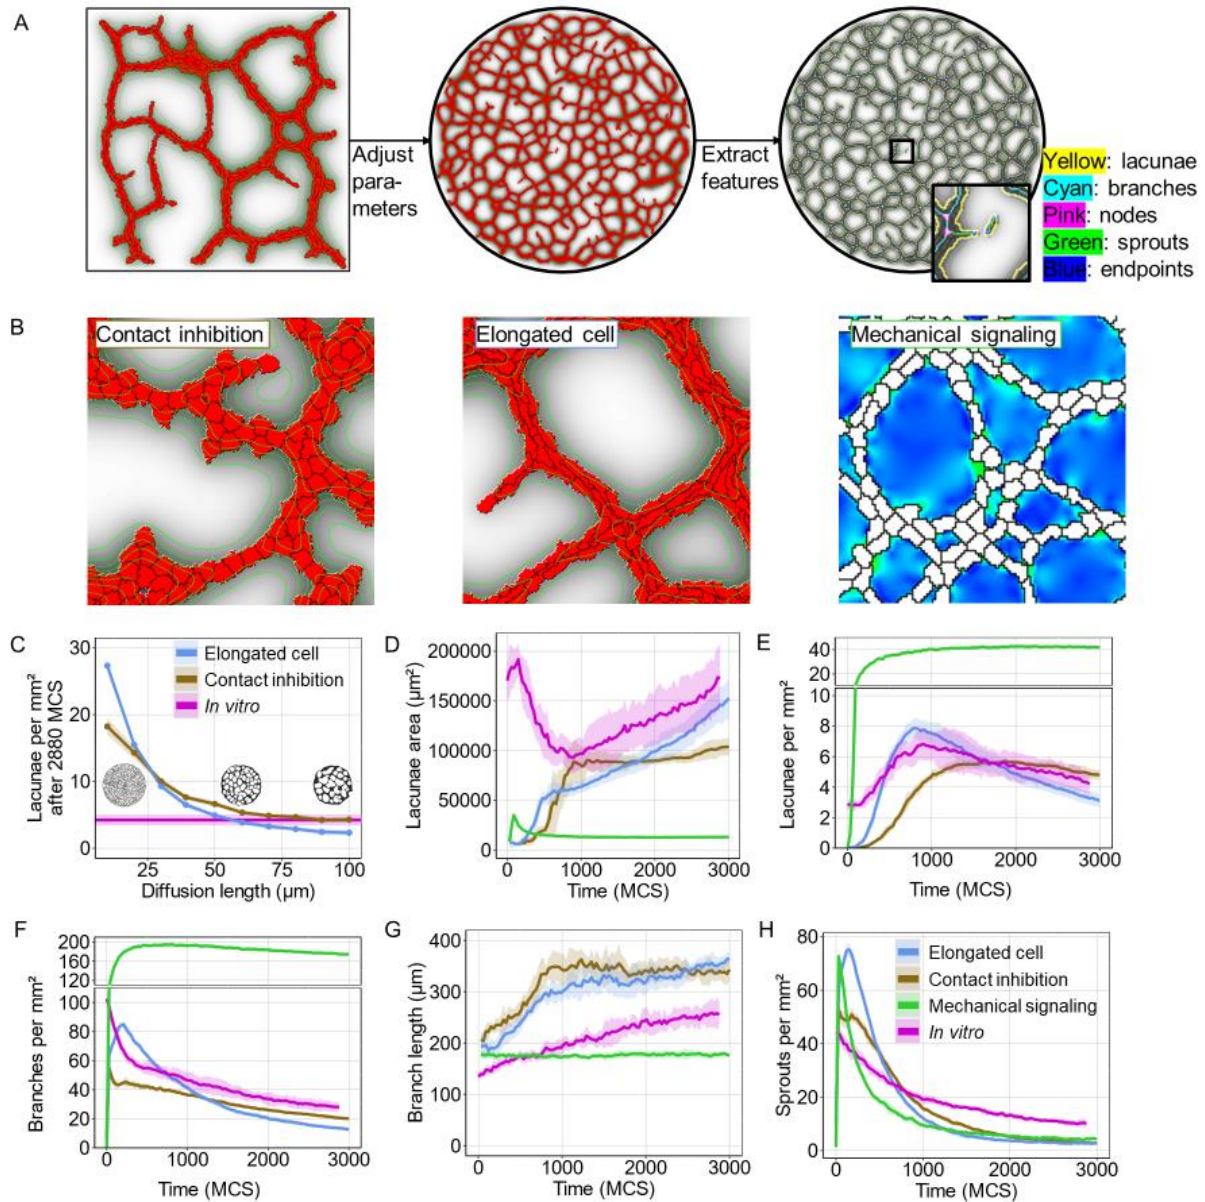 A
Adjust
para-
meters
Extract
features
Yellow: lacunae
Cyan: branches
Pink: nodes
Green: sprouts
Blue: endpoints
B
Contact inhibition
Elongated cell
Mechanical signaling
C
Lacunae per mm²
after 2880 MCS
30
20
10
0
25
50
75
100
Diffusion length (µm)
Elongated cell
Contact inhibition
In vitro
D
Lacunae area (µm²)
200000
150000
100000
50000
0
0
1000
2000
3000
Time (MCS)
E
Lacunae per mm²
40
20
10
8
6
4
2
0
0
1000
2000
3000
Time (MCS)
F
Branches per mm²
200
160
120
100
80
60
40
20
0
0
1000
2000
3000
Time (MCS)
G
Branch length (µm)
400
300
200
100
0
0
1000
2000
3000
Time (MCS)
H
Sprouts per mm²
80
60
40
20
0
0
1000
2000
3000
Time (MCS)
Elongated cell
Contact inhibition
Mechanical signaling
In vitro